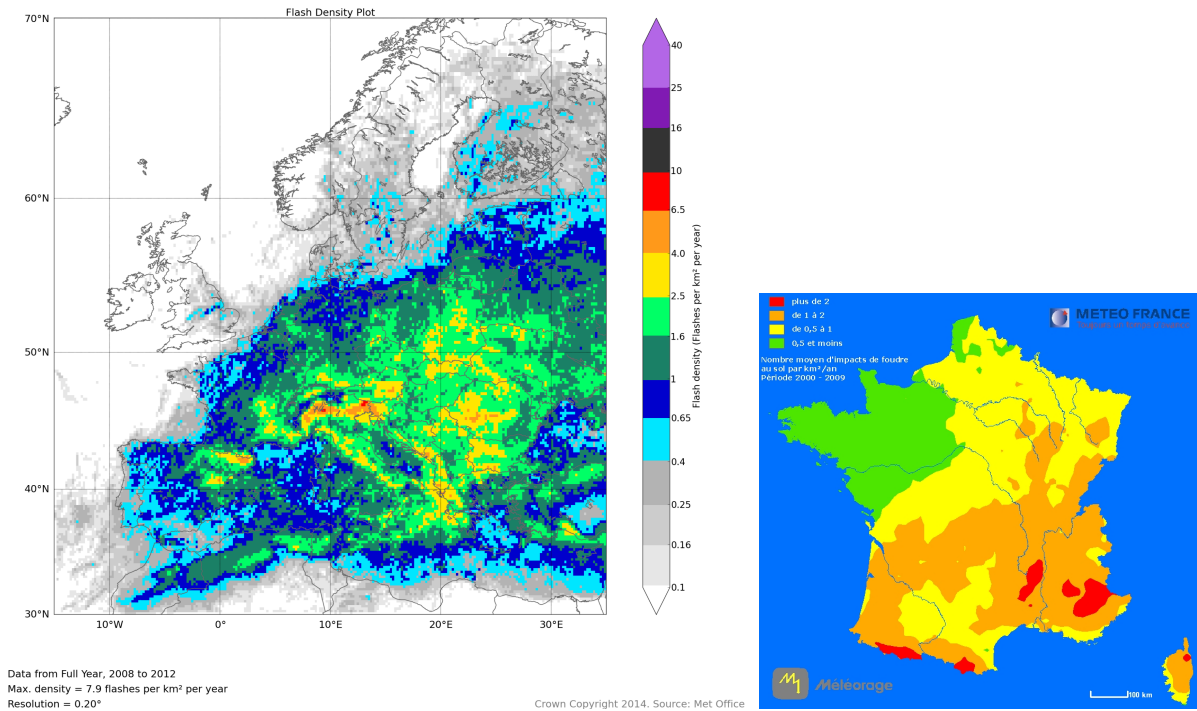 Flash Density Plot
70°N
60°N
50°N
40°N
30°N
10°W
0°
10°E
20°E
30°E
40
25
16
10
6.5
4.0
2.5
1.6
1
0.65
0.4
0.25
0.16
0.1
Flash density (Flashes per km² per year)
Data from Full Year, 2008 to 2012
Max. density = 7.9 flashes per km² per year
Resolution = 0.20°
Crown Copyright 2014. Source: Met Office
plus de 2
de 1 à 2
de 0,5 à 1
0,5 et moins
Nombre moyen d'impacts de foudre
au sol par km²/an
Période 2000 - 2009
METEO FRANCE
Météorage
100 km